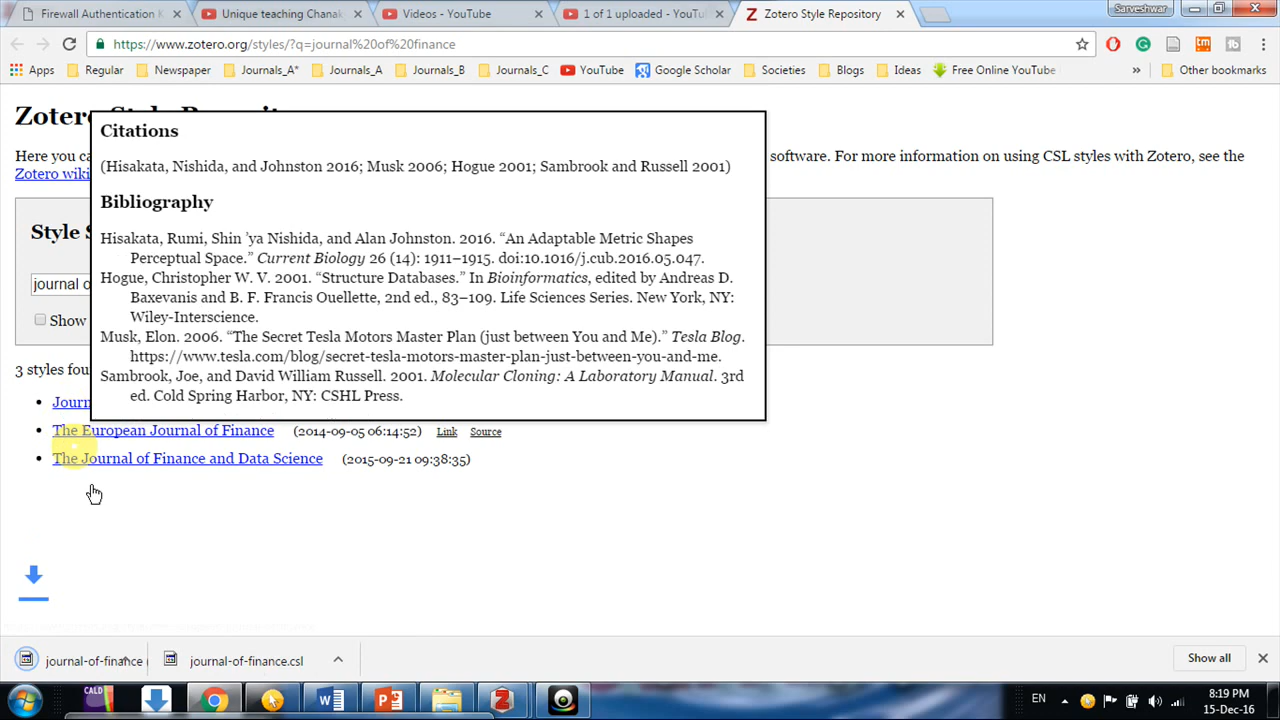 Firewall Authentication K
Unique teaching Chanak
Videos - YouTube
1 of 1 uploaded - YouTu
Zotero Style Repository
Sarveshwar
https://www.zotero.org/styles/?q=journal%20of%20finance
Apps Regular Newspaper Journals_A* Journals_A Journals_B Journals_C YouTube Google Scholar Societies Blogs Ideas Free Online YouTube » Other bookmarks
Zotero Style Repository
Here you ca
software. For more information on using CSL styles with Zotero, see the
Zotero wiki
Citations
(Hisakata, Nishida, and Johnston 2016; Musk 2006; Hogue 2001; Sambrook and Russell 2001)
Bibliography
Hisakata, Rumi, Shin ’ya Nishida, and Alan Johnston. 2016. “An Adaptable Metric Shapes
Perceptual Space.” Current Biology 26 (14): 1911–1915. doi:10.1016/j.cub.2016.05.047.
Hogue, Christopher W. V. 2001. “Structure Databases.” In Bioinformatics, edited by Andreas D.
Baxevanis and B. F. Francis Ouellette, 2nd ed., 83–109. Life Sciences Series. New York, NY:
Wiley-Interscience.
Musk, Elon. 2006. “The Secret Tesla Motors Master Plan (just between You and Me).” Tesla Blog.
https://www.tesla.com/blog/secret-tesla-motors-master-plan-just-between-you-and-me.
Sambrook, Joe, and David William Russell. 2001. Molecular Cloning: A Laboratory Manual. 3rd
ed. Cold Spring Harbor, NY: CSHL Press.
Style S
journal o
Show
3 styles fou
Journ
The European Journal of Finance (2014-09-05 06:14:52) Link Source
The Journal of Finance and Data Science (2015-09-21 09:38:35)
journal-of-finance (
journal-of-finance.csl
Show all
CALD
EN
8:19 PM
15-Dec-16